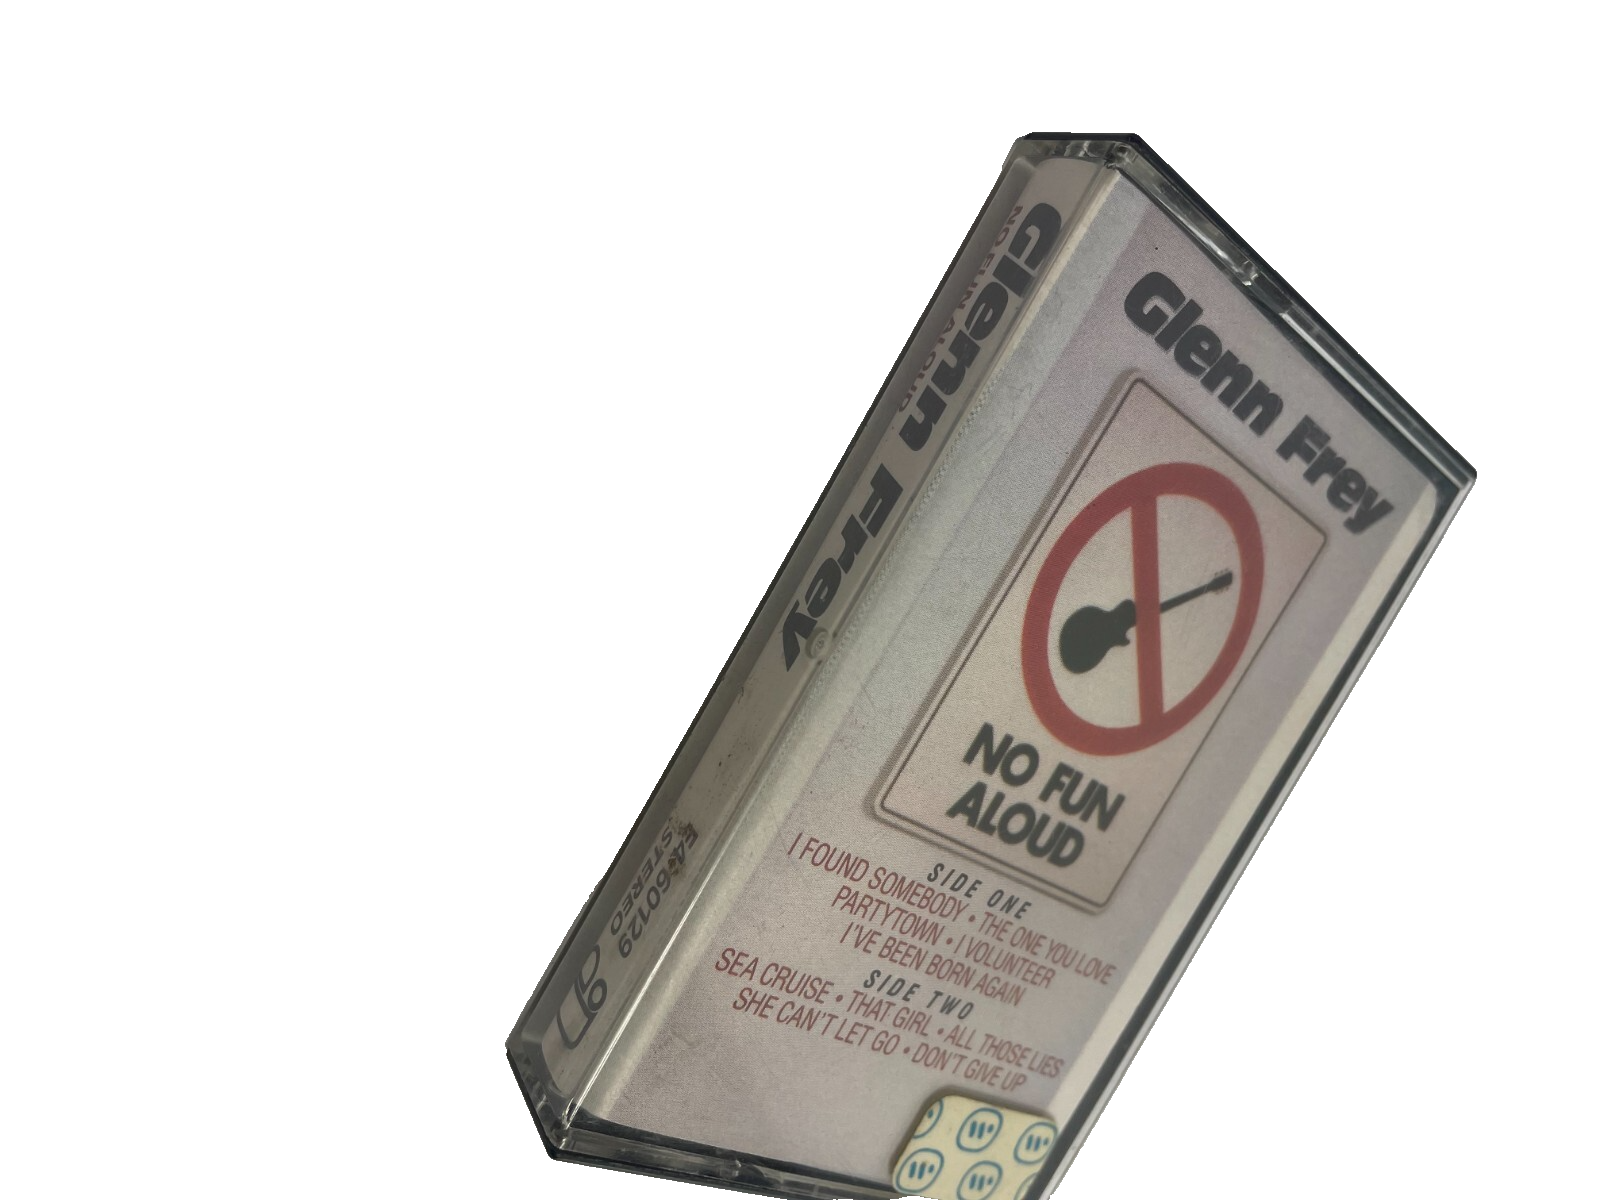 Glenn Frey
NO FUN ALOUD
E4-60129
STEREO
Glenn Frey
NO FUN
ALOUD
SIDE ONE
I FOUND SOMEBODY • THE ONE YOU LOVE
PARTYTOWN • I VOLUNTEER
I'VE BEEN BORN AGAIN
SIDE TWO
SEA CRUISE • THAT GIRL • ALL THOSE LIES
SHE CAN'T LET GO • DON'T GIVE UP